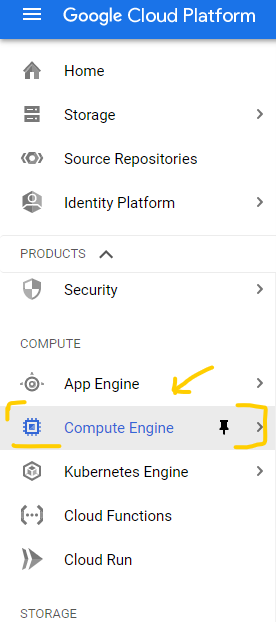 Google Cloud Platform
Home
Storage
Source Repositories
Identity Platform
PRODUCTS
Security
COMPUTE
App Engine
Compute Engine
Kubernetes Engine
Cloud Functions
Cloud Run
STORAGE